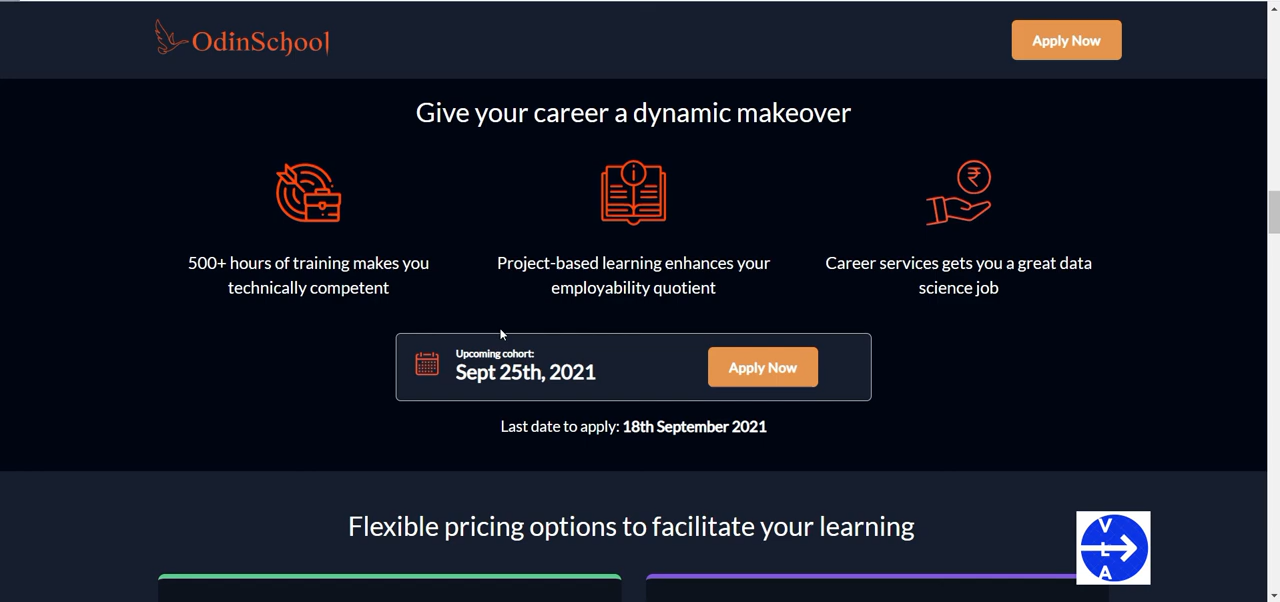 OdinSchool
Apply Now
Give your career a dynamic makeover
500+ hours of training makes you
technically competent
Project-based learning enhances your
employability quotient
Career services gets you a great data
science job
Upcoming cohort:
Sept 25th, 2021
Apply Now
Last date to apply: 18th September 2021
Flexible pricing options to facilitate your learning
V
L
A